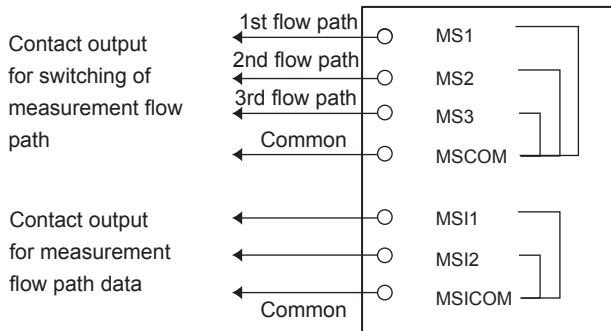 Contact output
for switching of
measurement flow
path
1st flow path
2nd flow path
3rd flow path
Common
MS1
MS2
MS3
MSCOM
Contact output
for measurement
flow path data
Common
MSI1
MSI2
MSICOM